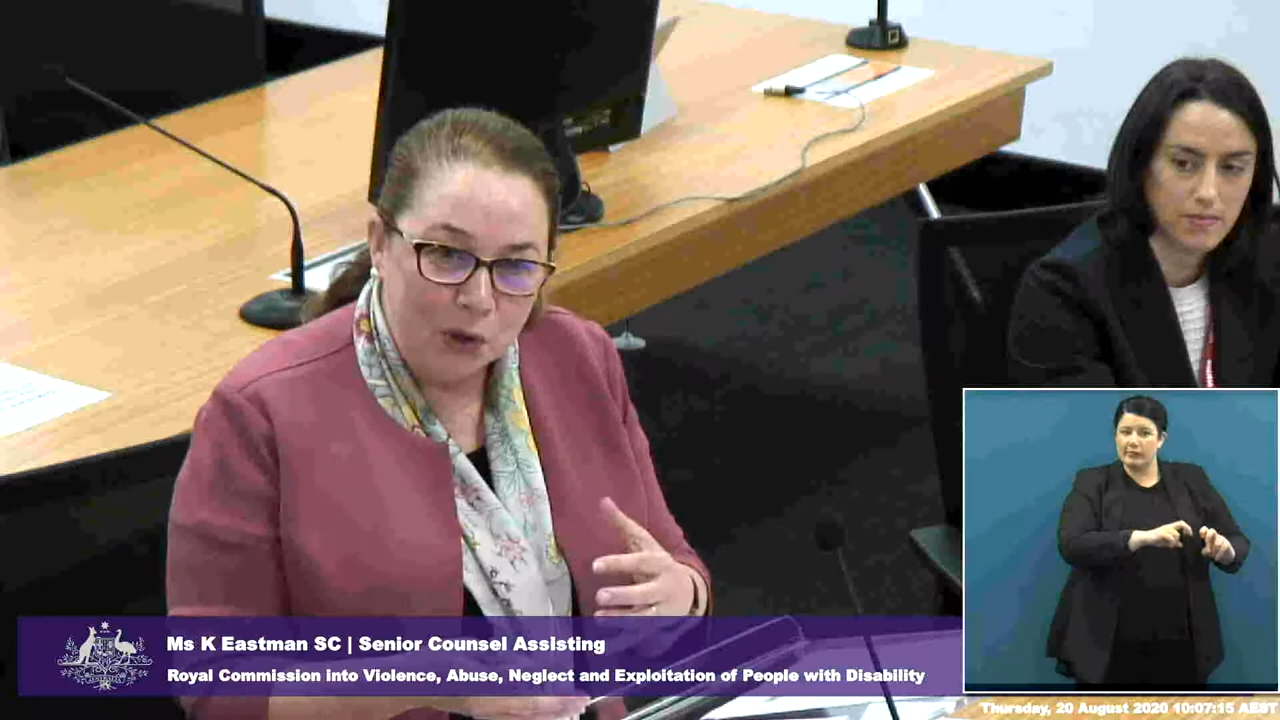 Ms K Eastman SC | Senior Counsel Assisting
Royal Commission into Violence, Abuse, Neglect and Exploitation of People with Disability
Thursday, 20 August 2020 10:07:15 AEST